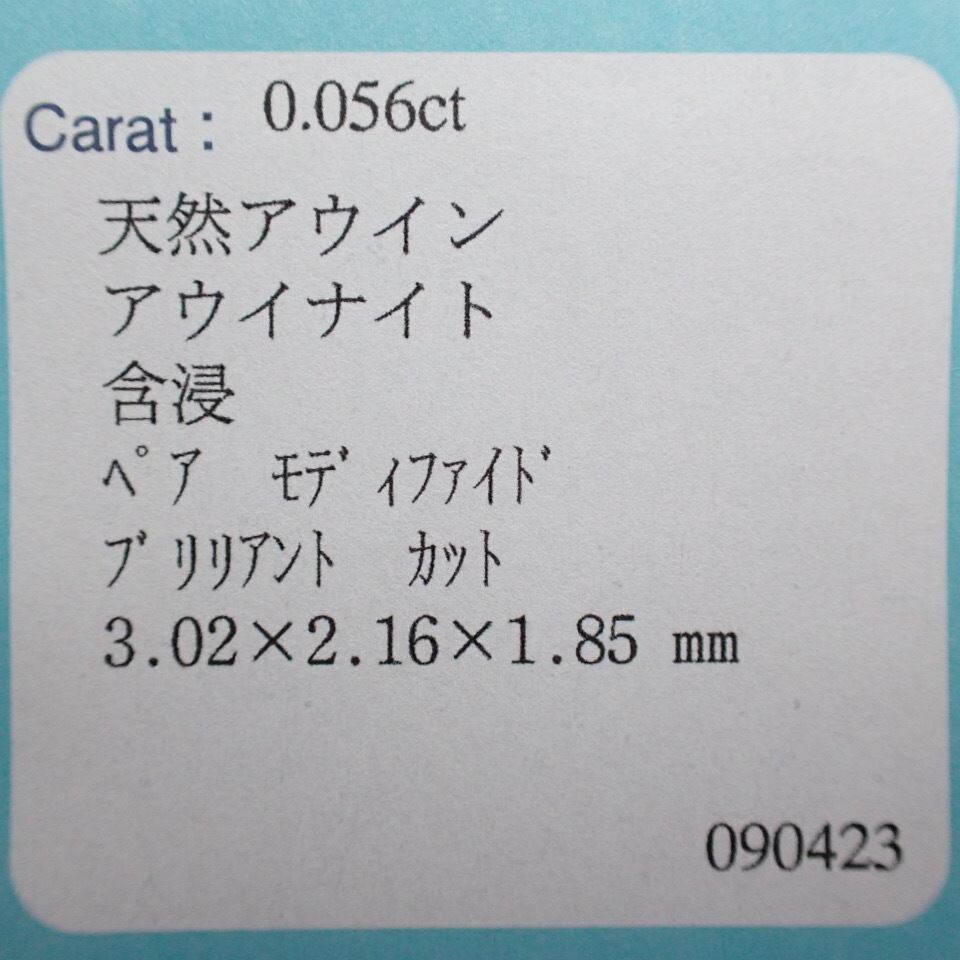 Carat : 0.056ct
天然アウイン
アウイナイト
含浸
ﾍﾟｱ　ﾓﾃﾞｨﾌｧｲﾄﾞ
ﾌﾞﾘﾘｱﾝﾄ　ｶｯﾄ
3.02×2.16×1.85 mm
090423